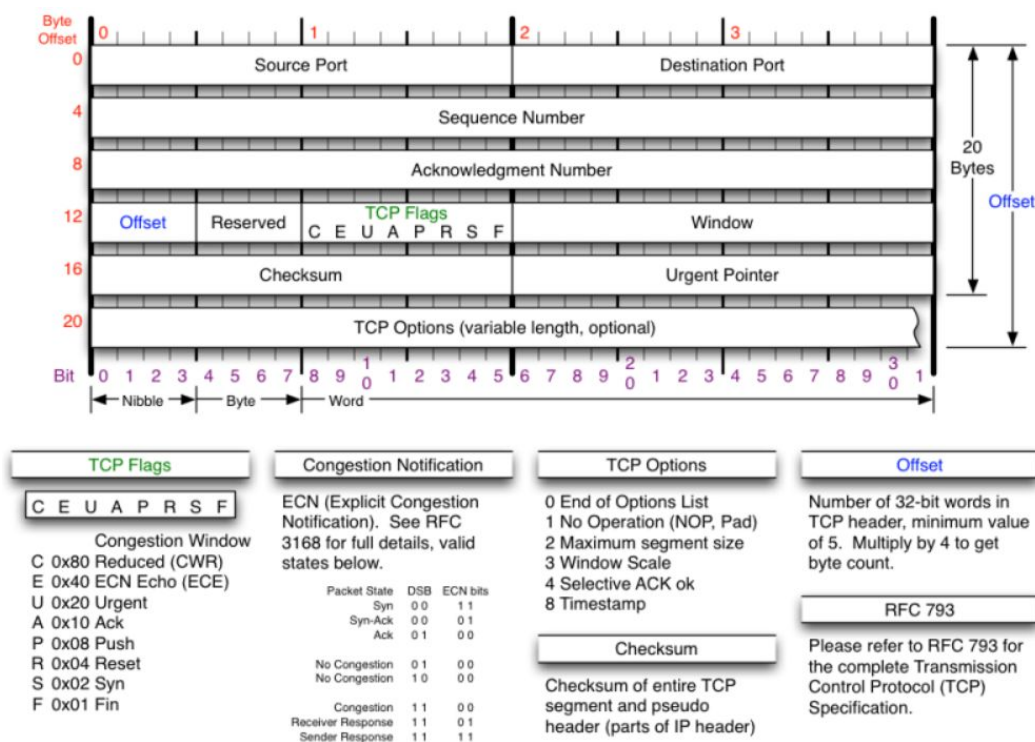 Byte
Offset
0 1 2 3
0 Source Port Destination Port
4 Sequence Number
8 Acknowledgment Number
20
Bytes
Offset
12 Offset Reserved TCP Flags Window
C E U A P R S F
16 Checksum Urgent Pointer
20 TCP Options (variable length, optional)
Bit 0 1 2 3 4 5 6 7 8 9 10 1 2 3 4 5 6 7 8 9 20 1 2 3 4 5 6 7 8 9 30 1
Nibble Byte Word
TCP Flags
C E U A P R S F
Congestion Window
C 0x80 Reduced (CWR)
E 0x40 ECN Echo (ECE)
U 0x20 Urgent
A 0x10 Ack
P 0x08 Push
R 0x04 Reset
S 0x02 Syn
F 0x01 Fin
Congestion Notification
ECN (Explicit Congestion
Notification). See RFC
3168 for full details, valid
states below.
Packet State DSB ECN bits
Syn 0 0 1 1
Syn-Ack 0 0 0 1
Ack 0 1 0 0
No Congestion 0 1 0 0
No Congestion 1 0 0 0
Congestion 1 1 0 0
Receiver Response 1 1 0 1
Sender Response 1 1 1 1
TCP Options
0 End of Options List
1 No Operation (NOP, Pad)
2 Maximum segment size
3 Window Scale
4 Selective ACK ok
8 Timestamp
Checksum
Checksum of entire TCP
segment and pseudo
header (parts of IP header)
Offset
Number of 32-bit words in
TCP header, minimum value
of 5. Multiply by 4 to get
byte count.
RFC 793
Please refer to RFC 793 for
the complete Transmission
Control Protocol (TCP)
Specification.